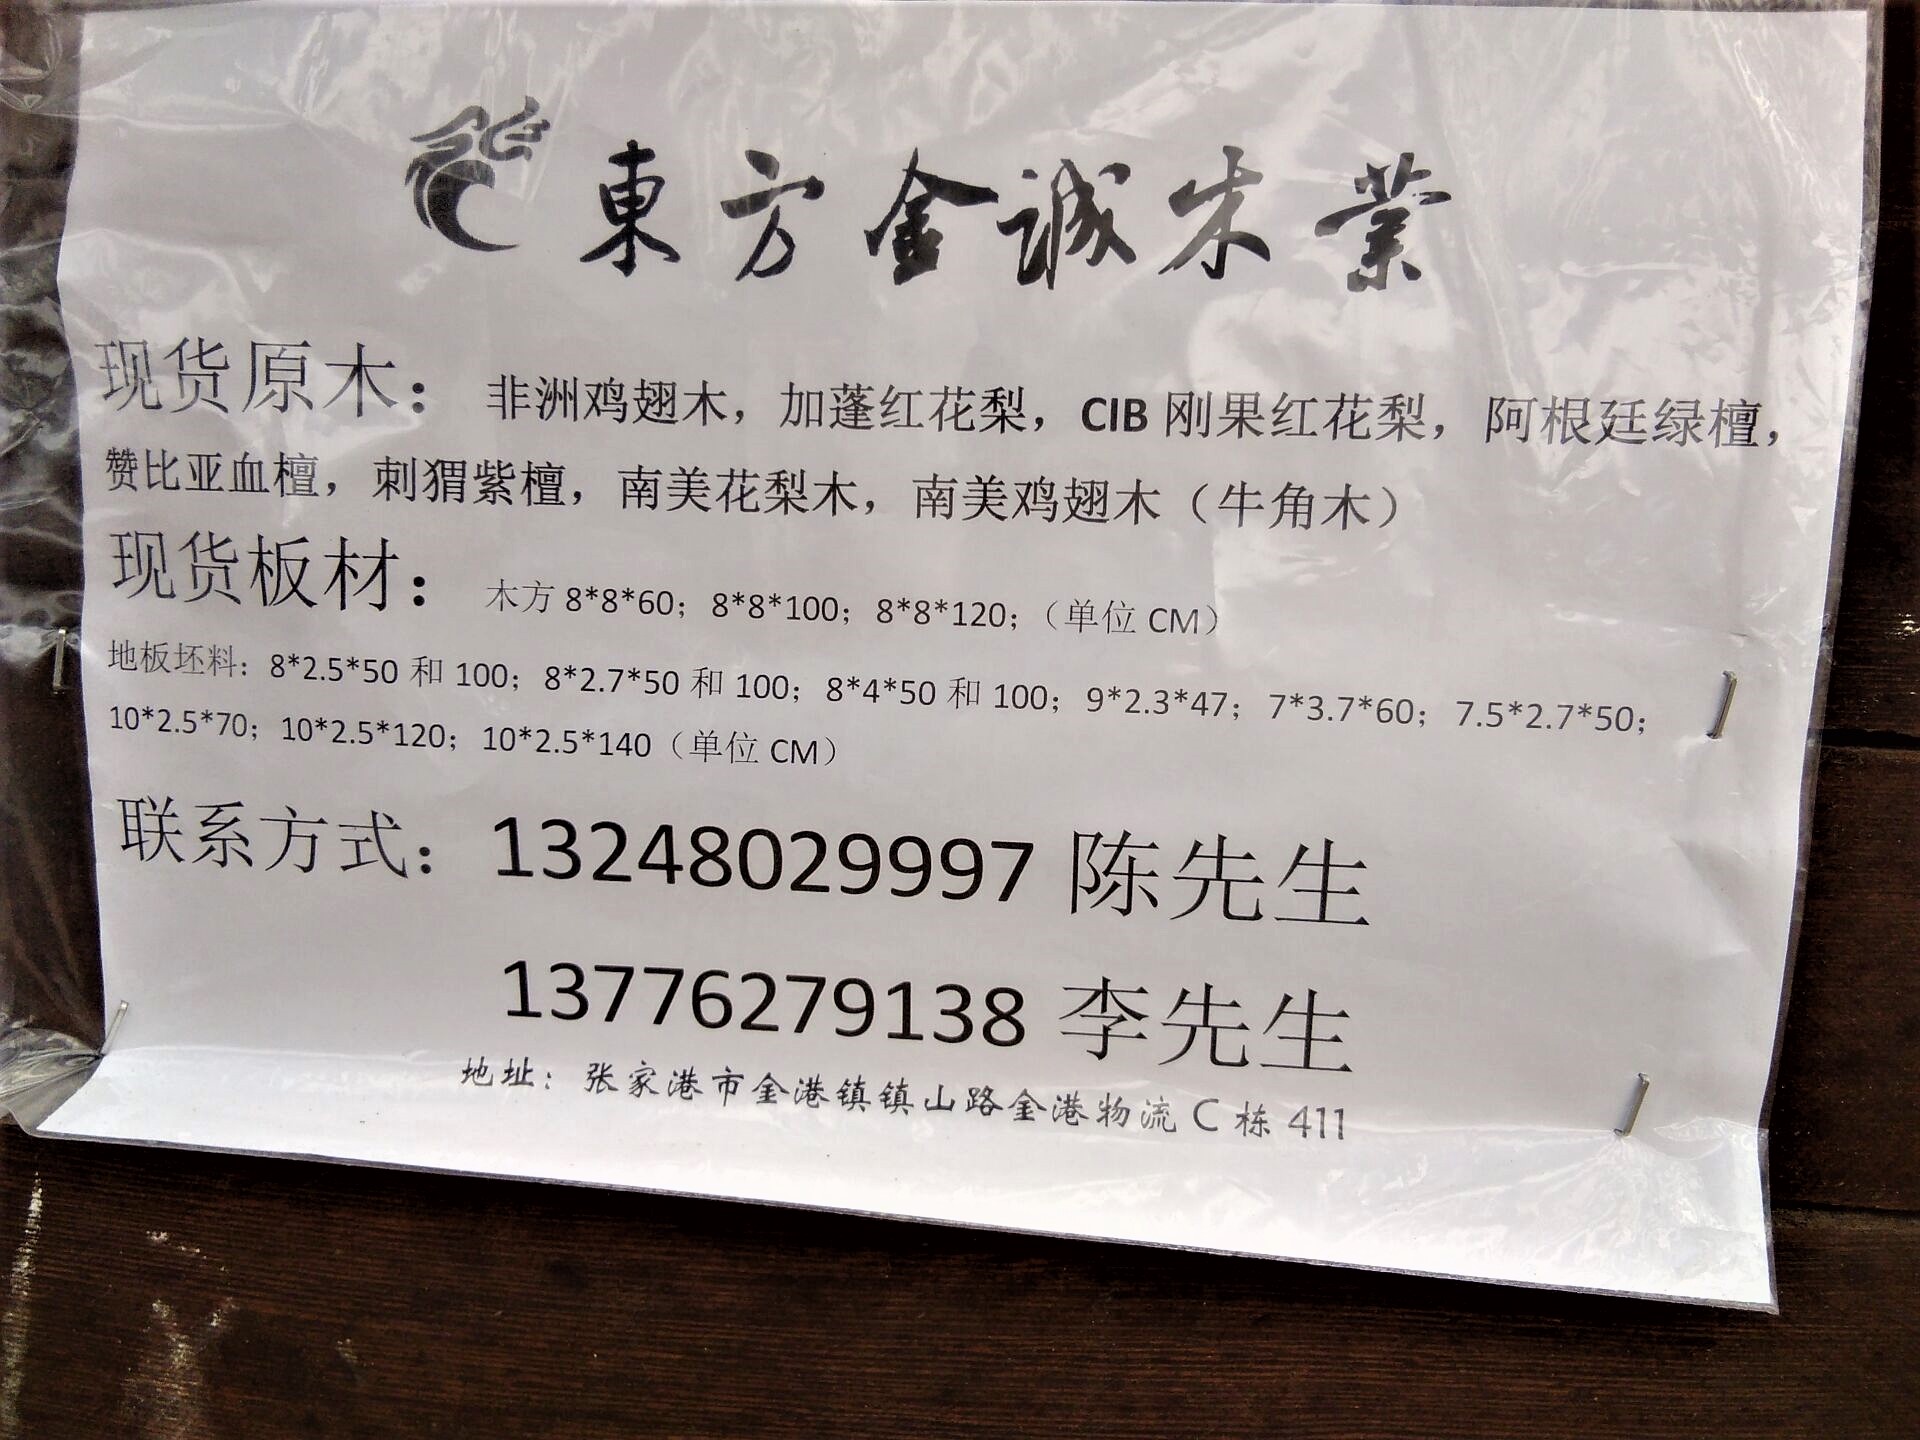 東方金誠木業
现货原木：非洲鸡翅木，加蓬红花梨，CIB 刚果红花梨，阿根廷绿檀，
赞比亚血檀，刺猬紫檀，南美花梨木，南美鸡翅木（牛角木）
现货板材：木方 8*8*60；8*8*100；8*8*120；（单位 CM）
地板坯料：8*2.5*50 和 100；8*2.7*50 和 100；8*4*50 和 100；9*2.3*47；7*3.7*60；7.5*2.7*50；
10*2.5*70；10*2.5*120；10*2.5*140（单位 CM）
联系方式：13248029997 陈先生
13776279138 李先生
地址：张家港市金港镇镇山路金港物流 C 栋 411